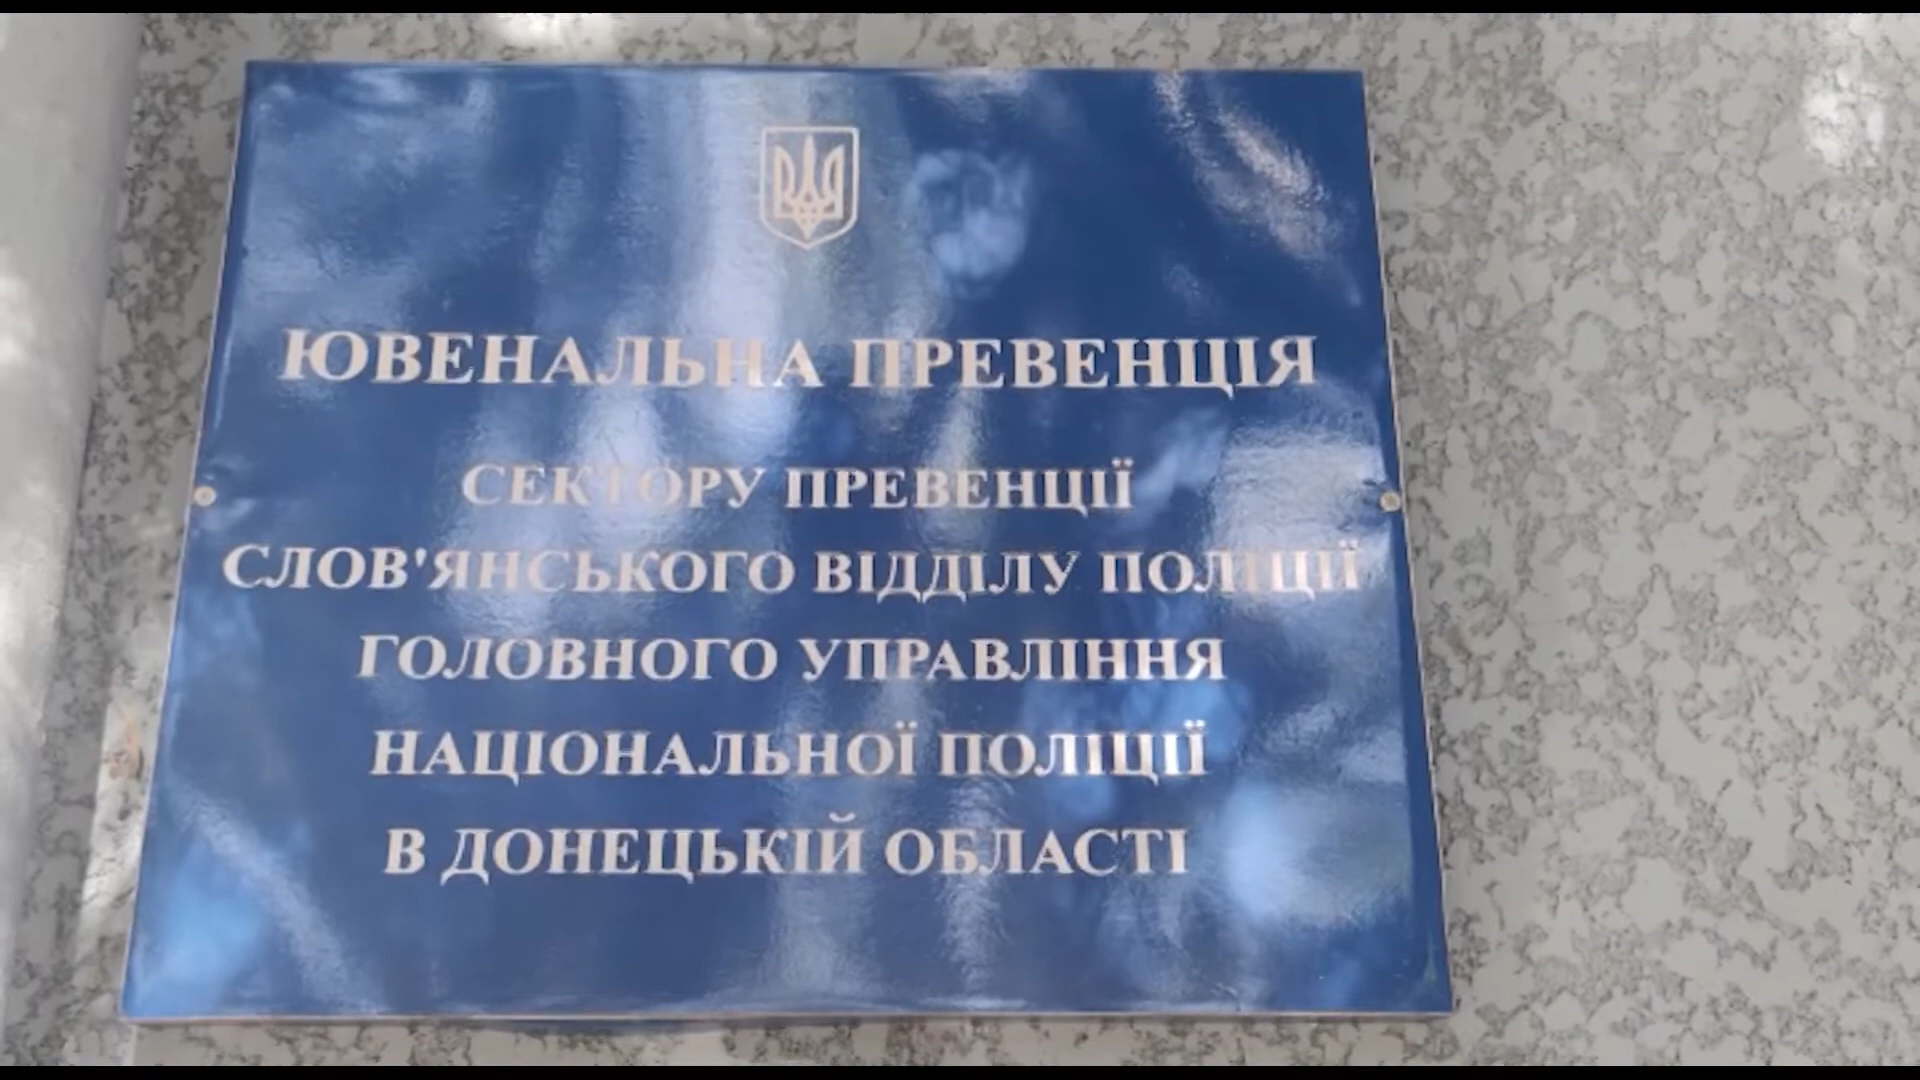 ЮВЕНАЛЬНА ПРЕВЕНЦІЯ
СЕКТОРУ ПРЕВЕНЦІЇ
СЛОВ'ЯНСЬКОГО ВІДДІЛУ ПОЛІЦІЇ
ГОЛОВНОГО УПРАВЛІННЯ
НАЦІОНАЛЬНОЇ ПОЛІЦІЇ
В ДОНЕЦЬКІЙ ОБЛАСТІ